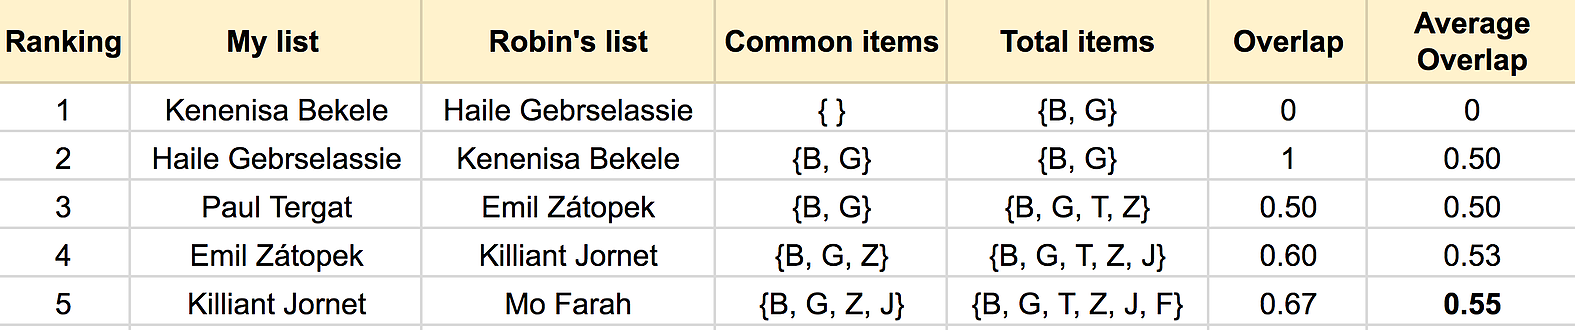 Ranking My list Robin's list Common items Total items Overlap Average Overlap
1 Kenenisa Bekele Haile Gebrselassie { } {B, G} 0 0
2 Haile Gebrselassie Kenenisa Bekele {B, G} {B, G} 1 0.50
3 Paul Tergat Emil Zátopek {B, G} {B, G, T, Z} 0.50 0.50
4 Emil Zátopek Killiant Jornet {B, G, Z} {B, G, T, Z, J} 0.60 0.53
5 Killiant Jornet Mo Farah {B, G, Z, J} {B, G, T, Z, J, F} 0.67 0.55